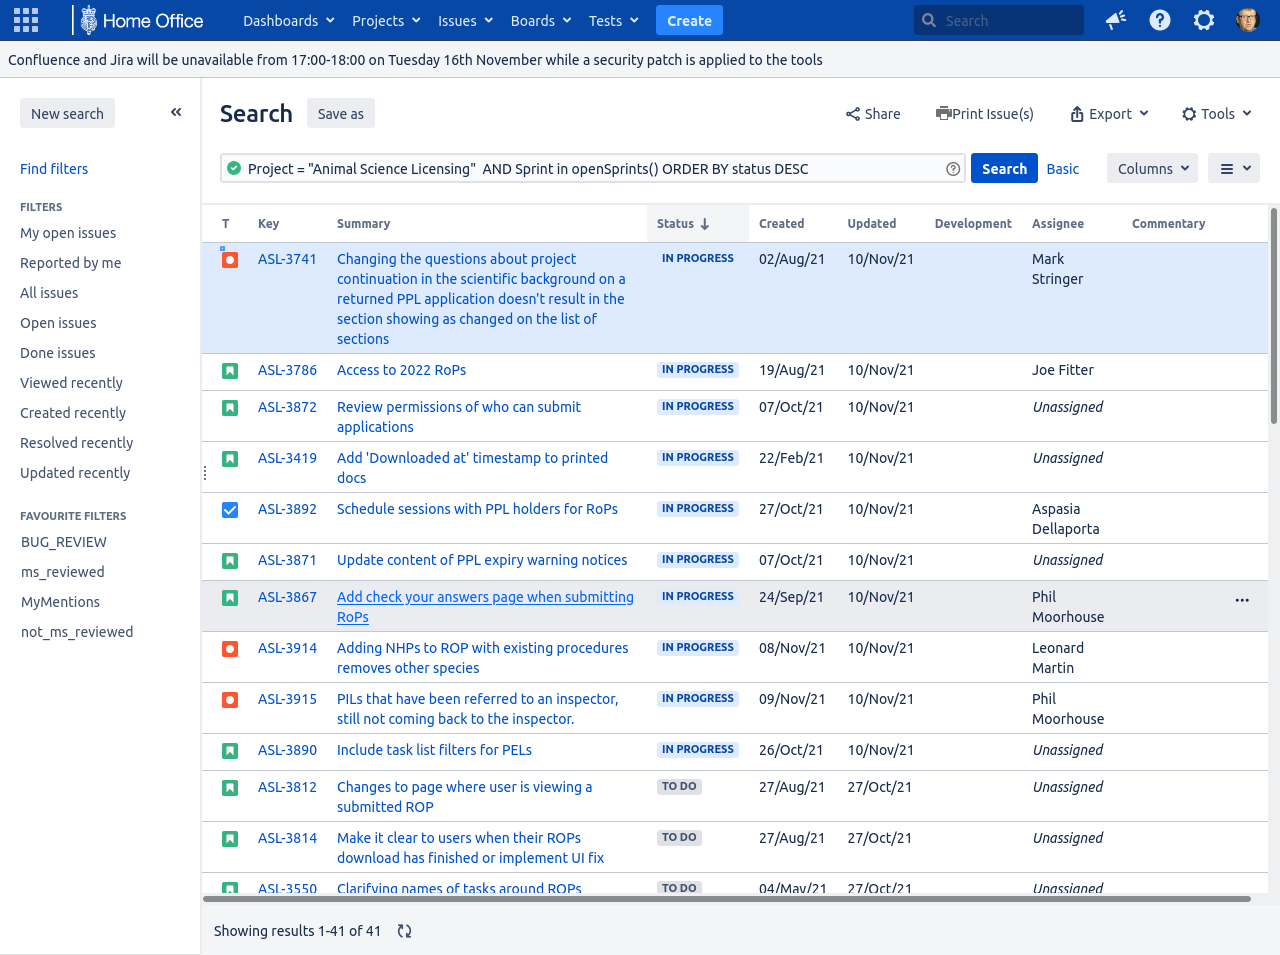 Home Office Dashboards Projects Issues Boards Tests Create Search
Confluence and Jira will be unavailable from 17:00-18:00 on Tuesday 16th November while a security patch is applied to the tools
New search
Find filters
FILTERS
My open issues
Reported by me
All issues
Open issues
Done issues
Viewed recently
Created recently
Resolved recently
Updated recently
FAVOURITE FILTERS
BUG_REVIEW
ms_reviewed
MyMentions
not_ms_reviewed
Search Save as Share Print Issue(s) Export Tools
Project = "Animal Science Licensing" AND Sprint in openSprints() ORDER BY status DESC Search Basic Columns
T Key Summary Status Created Updated Development Assignee Commentary
ASL-3741 Changing the questions about project IN PROGRESS 02/Aug/21 10/Nov/21 Mark
continuation in the scientific background on a Stringer
returned PPL application doesn't result in the
section showing as changed on the list of
sections
ASL-3786 Access to 2022 RoPs IN PROGRESS 19/Aug/21 10/Nov/21 Joe Fitter
ASL-3872 Review permissions of who can submit IN PROGRESS 07/Oct/21 10/Nov/21 Unassigned
applications
ASL-3419 Add 'Downloaded at' timestamp to printed IN PROGRESS 22/Feb/21 10/Nov/21 Unassigned
docs
ASL-3892 Schedule sessions with PPL holders for RoPs IN PROGRESS 27/Oct/21 10/Nov/21 Aspasia
Dellaporta
ASL-3871 Update content of PPL expiry warning notices IN PROGRESS 07/Oct/21 10/Nov/21 Unassigned
ASL-3867 Add check your answers page when submitting IN PROGRESS 24/Sep/21 10/Nov/21 Phil
RoPs Moorhouse
ASL-3914 Adding NHPs to ROP with existing procedures IN PROGRESS 08/Nov/21 10/Nov/21 Leonard
removes other species Martin
ASL-3915 PILs that have been referred to an inspector, IN PROGRESS 09/Nov/21 10/Nov/21 Phil
still not coming back to the inspector. Moorhouse
ASL-3890 Include task list filters for PELs IN PROGRESS 26/Oct/21 10/Nov/21 Unassigned
ASL-3812 Changes to page where user is viewing a TO DO 27/Aug/21 27/Oct/21 Unassigned
submitted ROP
ASL-3814 Make it clear to users when their ROPs TO DO 27/Aug/21 27/Oct/21 Unassigned
download has finished or implement UI fix
ASL-3550 Clarifying names of tasks around ROPs TO DO 04/May/21 27/Oct/21 Unassigned
Showing results 1-41 of 41